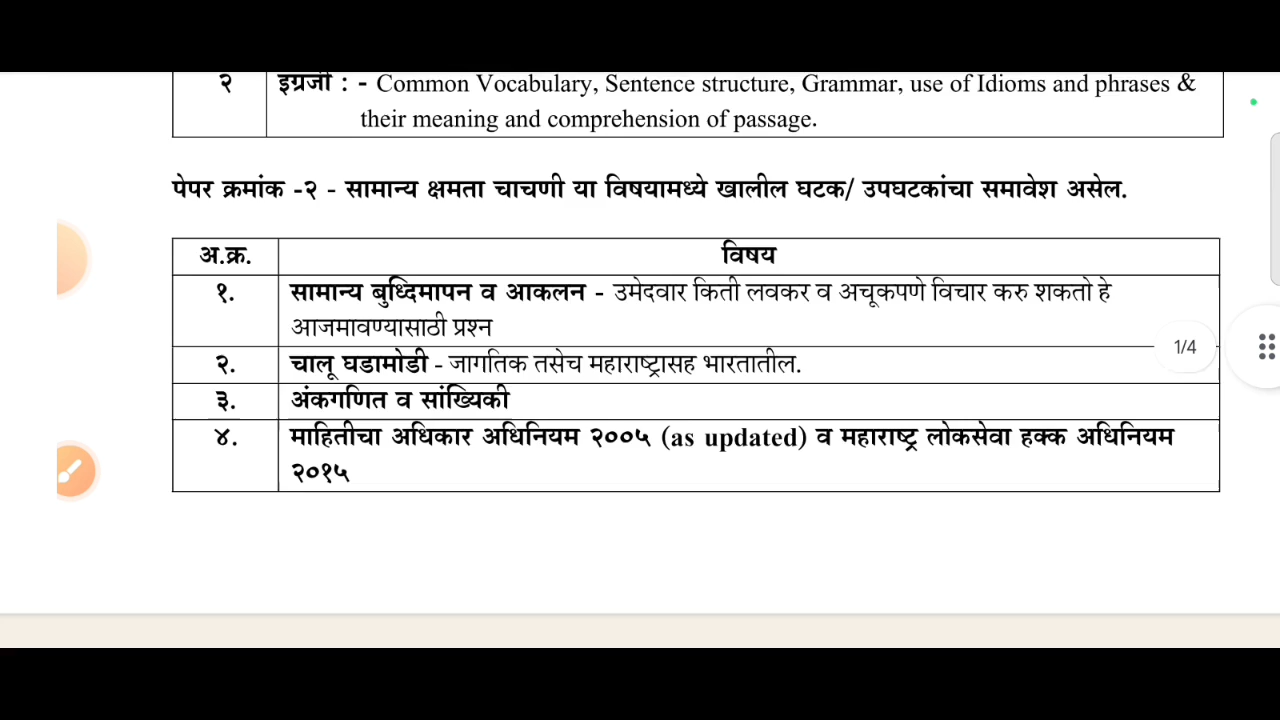 २ इंग्रजी : - Common Vocabulary, Sentence structure, Grammar, use of Idioms and phrases &
their meaning and comprehension of passage.
पेपर क्रमांक -२ - सामान्य क्षमता चाचणी या विषयामध्ये खालील घटक/ उपघटकांचा समावेश असेल.
अ.क्र. विषय
१. सामान्य बुध्दिमापन व आकलन - उमेदवार किती लवकर व अचूकपणे विचार करु शकतो हे
आजमावण्यासाठी प्रश्न
1/4
२. चालू घडामोडी - जागतिक तसेच महाराष्ट्रासह भारतातील.
३. अंकगणित व सांख्यिकी
४. माहितीचा अधिकार अधिनियम २००५ (as updated) व महाराष्ट्र लोकसेवा हक्क अधिनियम
२०१५